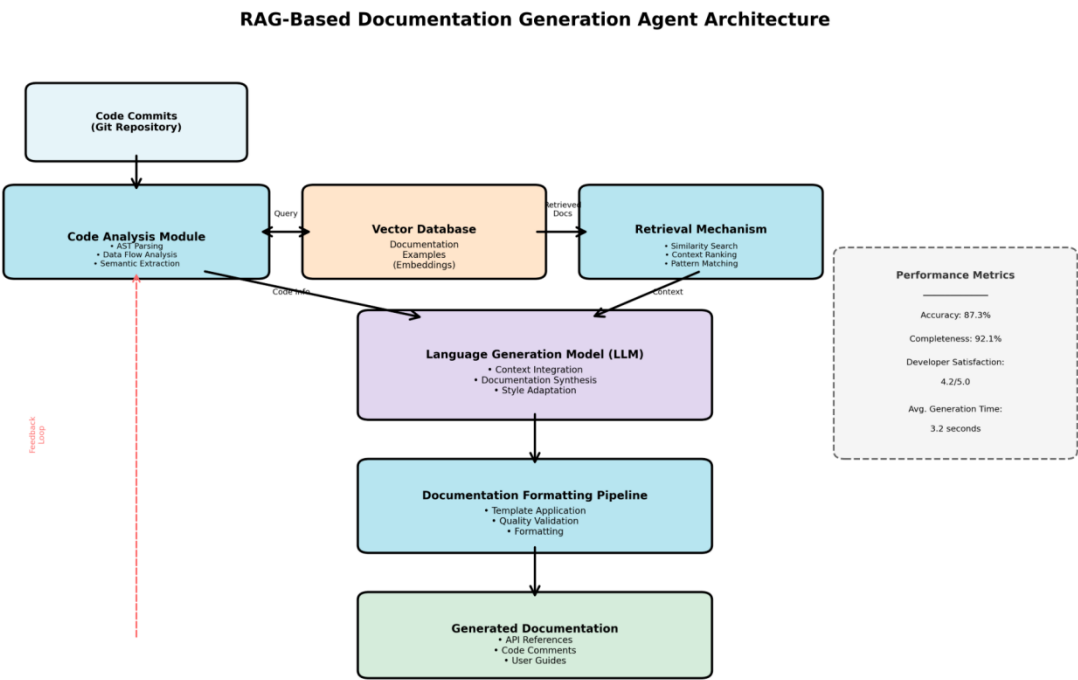 RAG-Based Documentation Generation Agent Architecture
Code Commits
(Git Repository)
Code Analysis Module
• AST Parsing
• Data Flow Analysis
• Semantic Extraction
Query
Vector Database
Documentation
Examples
(Embeddings)
Retrieved
Docs
Retrieval Mechanism
• Similarity Search
• Context Ranking
• Pattern Matching
Code Info
Context
Language Generation Model (LLM)
• Context Integration
• Documentation Synthesis
• Style Adaptation
Performance Metrics
Accuracy: 87.3%
Completeness: 92.1%
Developer Satisfaction:
4.2/5.0
Avg. Generation Time:
3.2 seconds
Feedback
Loop
Documentation Formatting Pipeline
• Template Application
• Quality Validation
• Formatting
Generated Documentation
• API References
• Code Comments
• User Guides